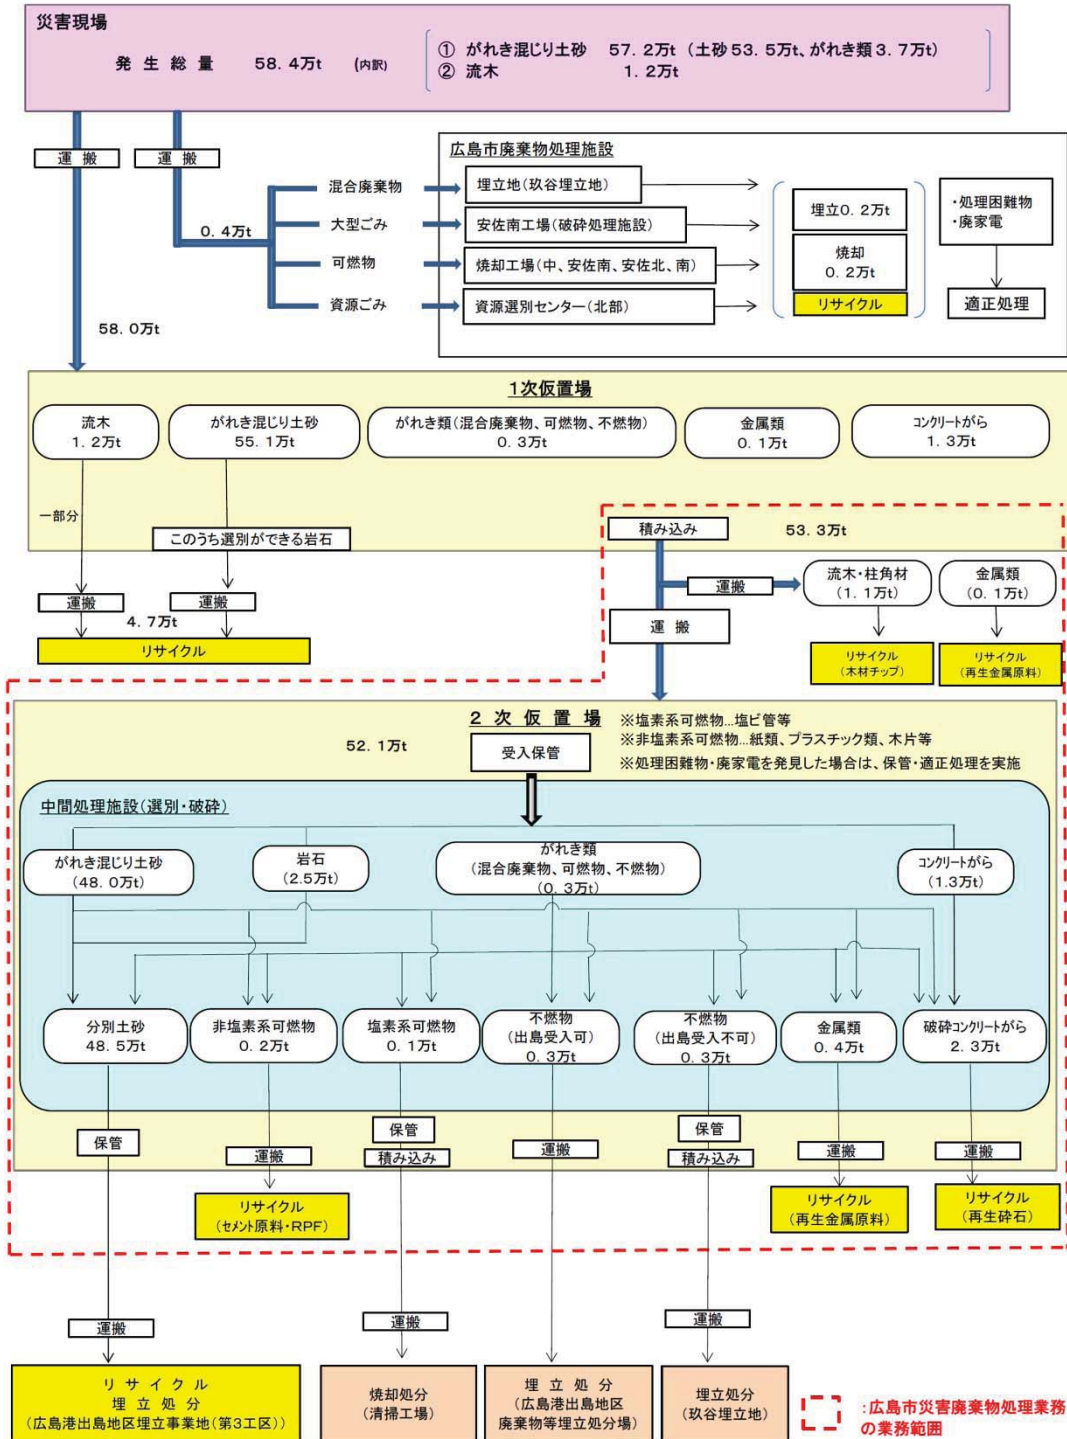 災害現場
発生総量 58.4万t (内訳)
① がれき混じり土砂 57.2万t (土砂53.5万t、がれき類3.7万t)
② 流木 1.2万t
運搬
運搬
0.4万t
58.0万t
混合廃棄物
大型ごみ
可燃物
資源ごみ
広島市廃棄物処理施設
埋立地(玖谷埋立地)
安佐南工場(破砕処理施設)
焼却工場(中、安佐南、安佐北、南)
資源選別センター(北部)
埋立0.2万t
焼却
0.2万t
リサイクル
・処理困難物
・廃家電
適正処理
1次仮置場
流木
1.2万t
がれき混じり土砂
55.1万t
がれき類(混合廃棄物、可燃物、不燃物)
0.3万t
金属類
0.1万t
コンクリートがら
1.3万t
一部分
このうち選別ができる岩石
運搬
運搬
4.7万t
リサイクル
積み込み
53.3万t
運搬
運搬
流木・柱角材
(1.1万t)
金属類
(0.1万t)
リサイクル
(木材チップ)
リサイクル
(再生金属原料)
2次仮置場
※塩素系可燃物…塩ビ管等
※非塩素系可燃物…紙類、プラスチック類、木片等
※処理困難物・廃家電を発見した場合は、保管・適正処理を実施
52.1万t
受入保管
中間処理施設(選別・破砕)
がれき混じり土砂
(48.0万t)
岩石
(2.5万t)
がれき類
(混合廃棄物、可燃物、不燃物)
(0.3万t)
コンクリートがら
(1.3万t)
分別土砂
48.5万t
非塩素系可燃物
0.2万t
塩素系可燃物
0.1万t
不燃物
(出島受入可)
0.3万t
不燃物
(出島受入不可)
0.3万t
金属類
0.4万t
破砕コンクリートがら
2.3万t
保管
運搬
保管
積み込み
運搬
保管
積み込み
運搬
運搬
リサイクル
(セメント原料・RPF)
リサイクル
(再生金属原料)
リサイクル
(再生砕石)
運搬
運搬
運搬
リサイクル
埋立処分
(広島港出島地区埋立事業地(第3工区))
焼却処分
(清掃工場)
埋立処分
(広島港出島地区
廃棄物等埋立処分場)
埋立処分
(玖谷埋立地)
:広島市災害廃棄物処理業務
の業務範囲